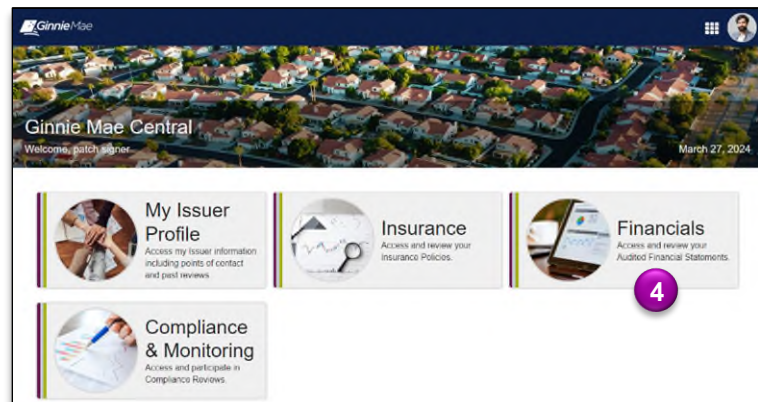 GinnieMae
Ginnie Mae Central
Welcome, patch signer
March 27, 2024
My Issuer
Profile
Access my Issuer information
including points of contact
and past reviews.
Insurance
Access and review your
Insurance Policies.
Financials
Access and review your
Audited Financial Statements.
4
Compliance
& Monitoring
Access and participate in
Compliance Reviews.